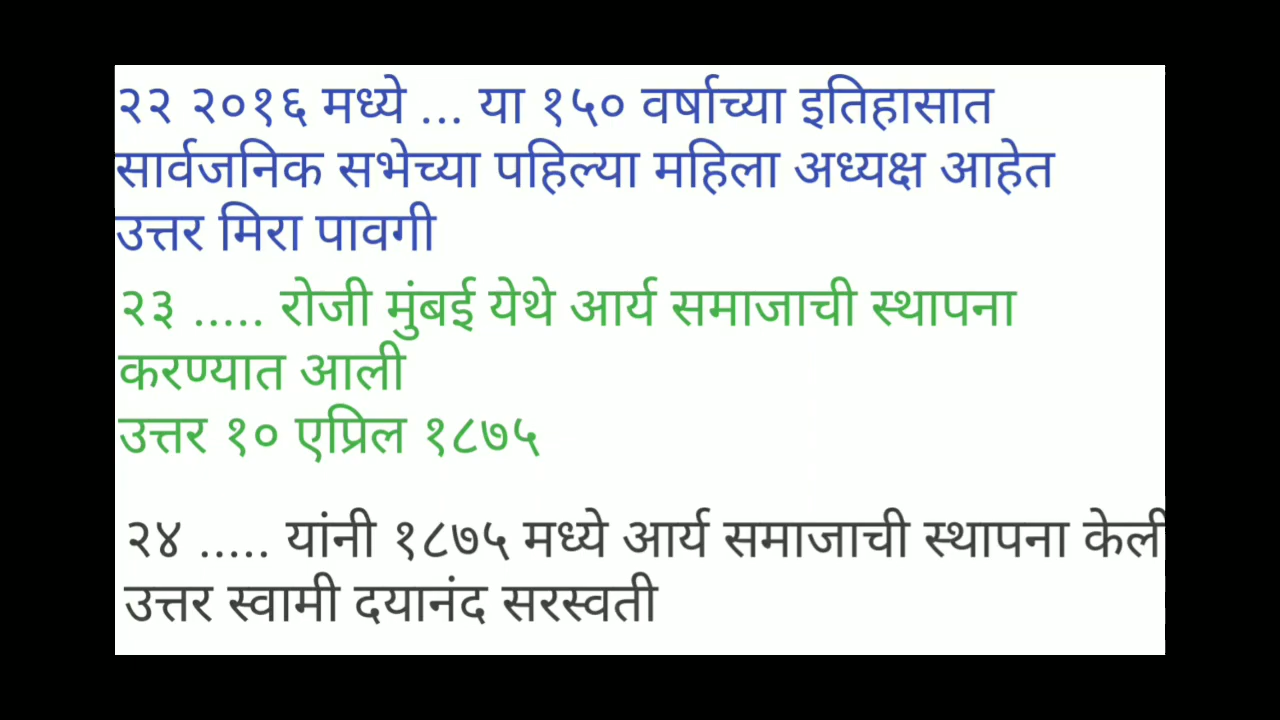 २२ २०१६ मध्ये ... या १५० वर्षाच्या इतिहासात
सार्वजनिक सभेच्या पहिल्या महिला अध्यक्ष आहेत
उत्तर मिरा पावगी
२३ ..... रोजी मुंबई येथे आर्य समाजाची स्थापना
करण्यात आली
उत्तर १० एप्रिल १८७५
२४ ..... यांनी १८७५ मध्ये आर्य समाजाची स्थापना केली
उत्तर स्वामी दयानंद सरस्वती